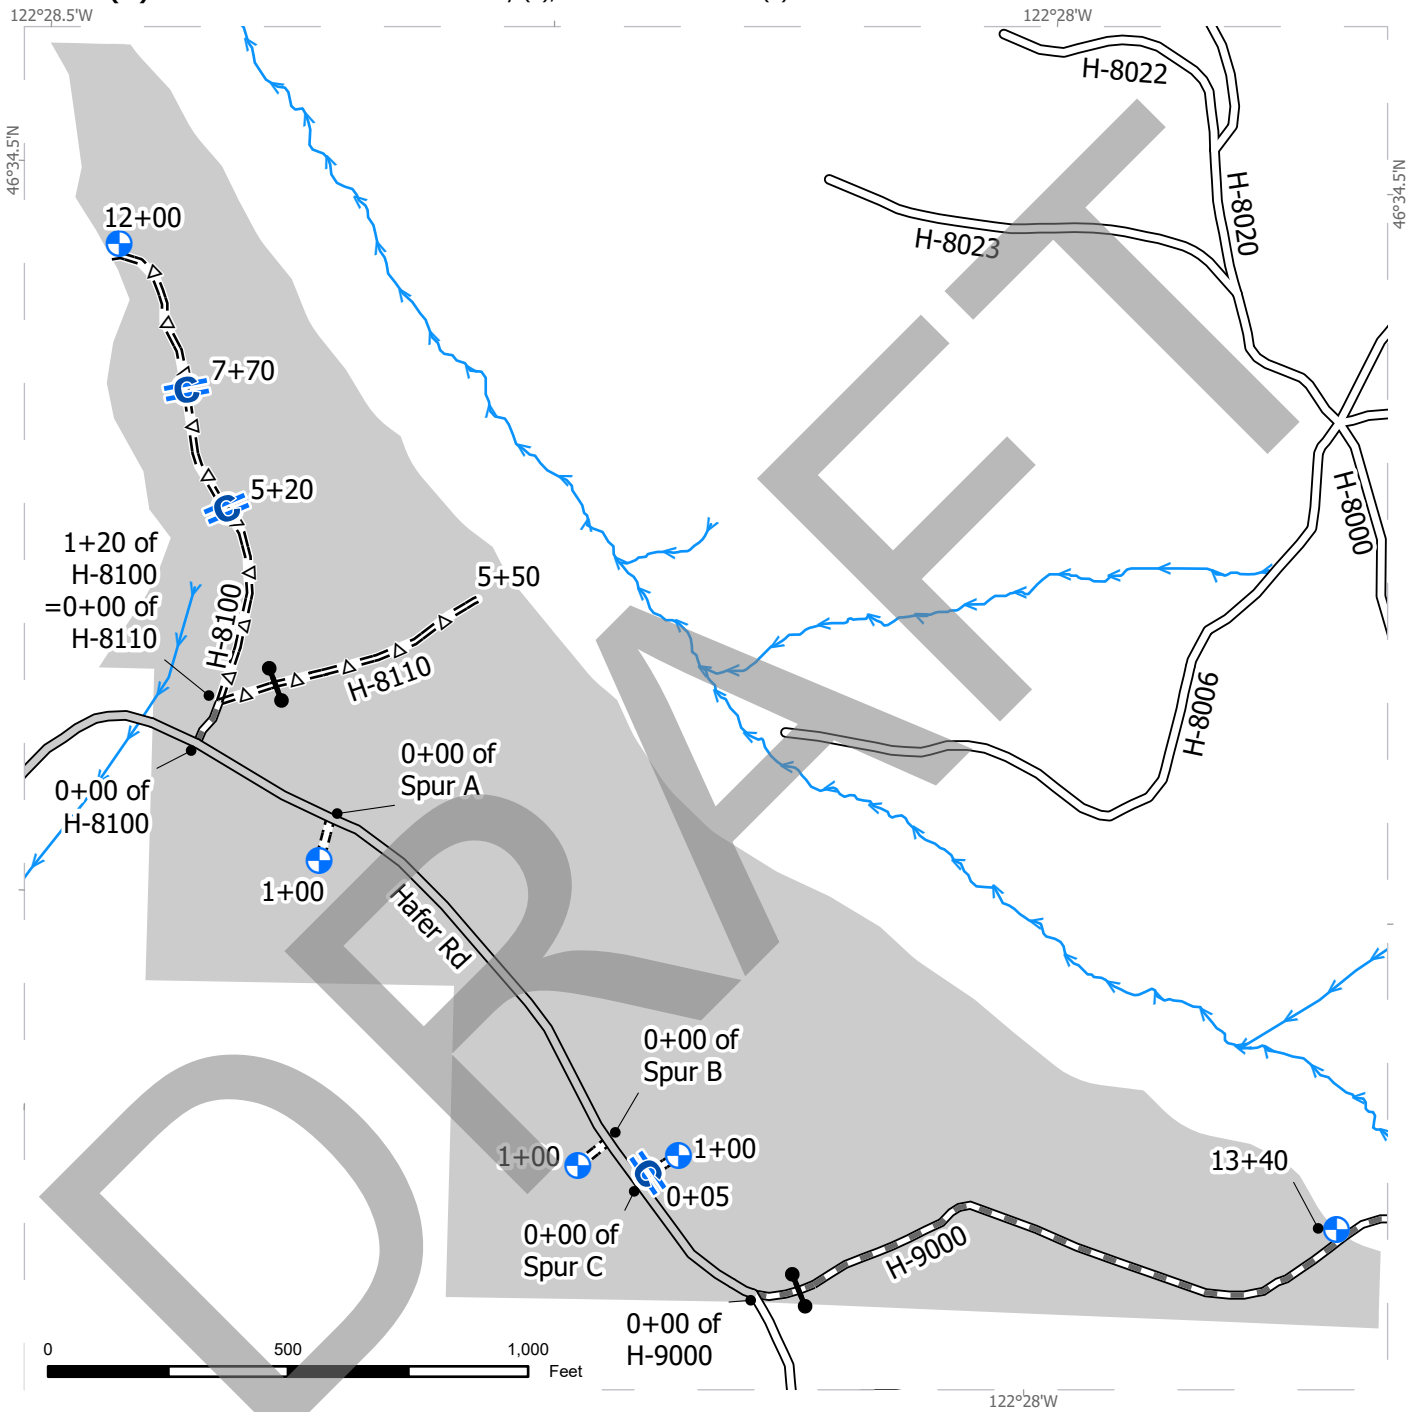 122°28.5'W
122°28'W
46°34.5'N
46°34.5'N
H-8022
H-8020
H-8023
12+00
7+70
5+20
H-8000
1+20 of
H-8100
=0+00 of
H-8110
5+50
H-8100
H-8110
H-8006
0+00 of
H-8100
0+00 of
Spur A
1+00
Hafer Rd
0+00 of
Spur B
1+00
1+00
0+05
0+00 of
Spur C
13+40
H-9000
0+00 of
H-9000
0
500
1,000
Feet
122°28'W
C
C
C
DRAFT